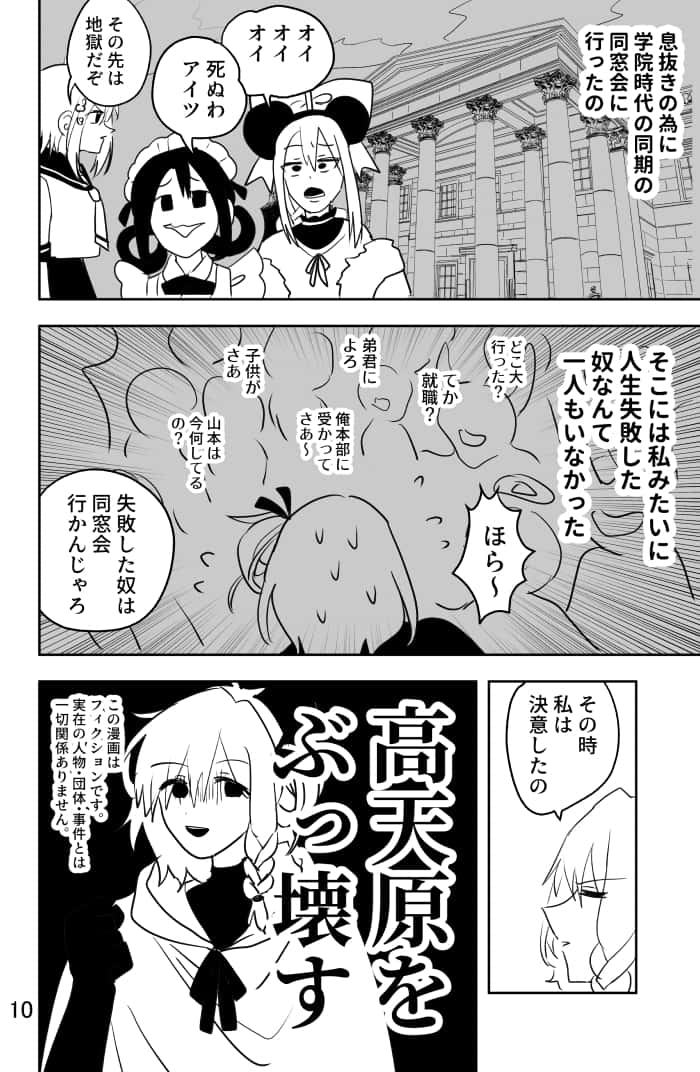 息抜きの為に
学院時代の同期の
同窓会に
行ったの
オイ
オイ
オイ
死ぬわ
アイツ
その先は
地獄だぞ
そこには私みたいに
人生失敗した
奴なんて
一人もいなかった
どこ大
行った?
てか
就職?
弟君に
よろ
俺本部に
受かって
さあ〜
子供が
さあ
山本は
今何してる
の?
ほら〜
失敗した奴は
同窓会
行かんじゃろ
その時
私は
決意したの
高天原を
ぶっ壊す
この漫画は
フィクションです。
実在の人物・団体・事件とは
一切関係ありません。
10